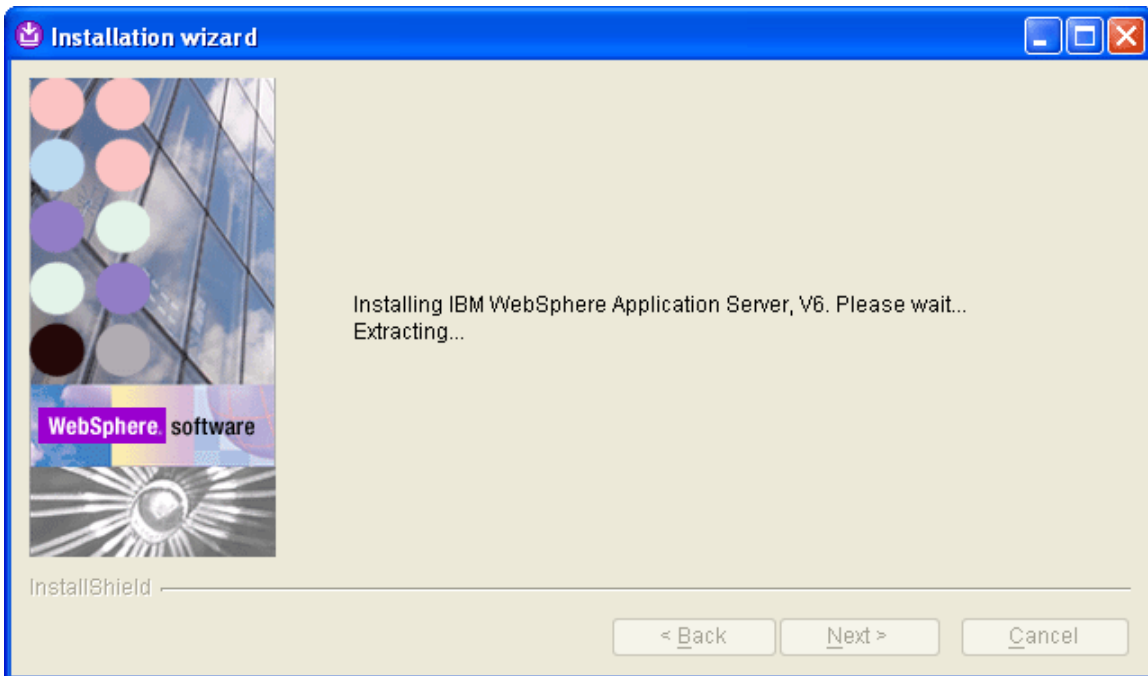 Installation wizard
Installing IBM WebSphere Application Server, V6. Please wait...
Extracting...
WebSphere. software
InstallShield
< Back
Next >
Cancel